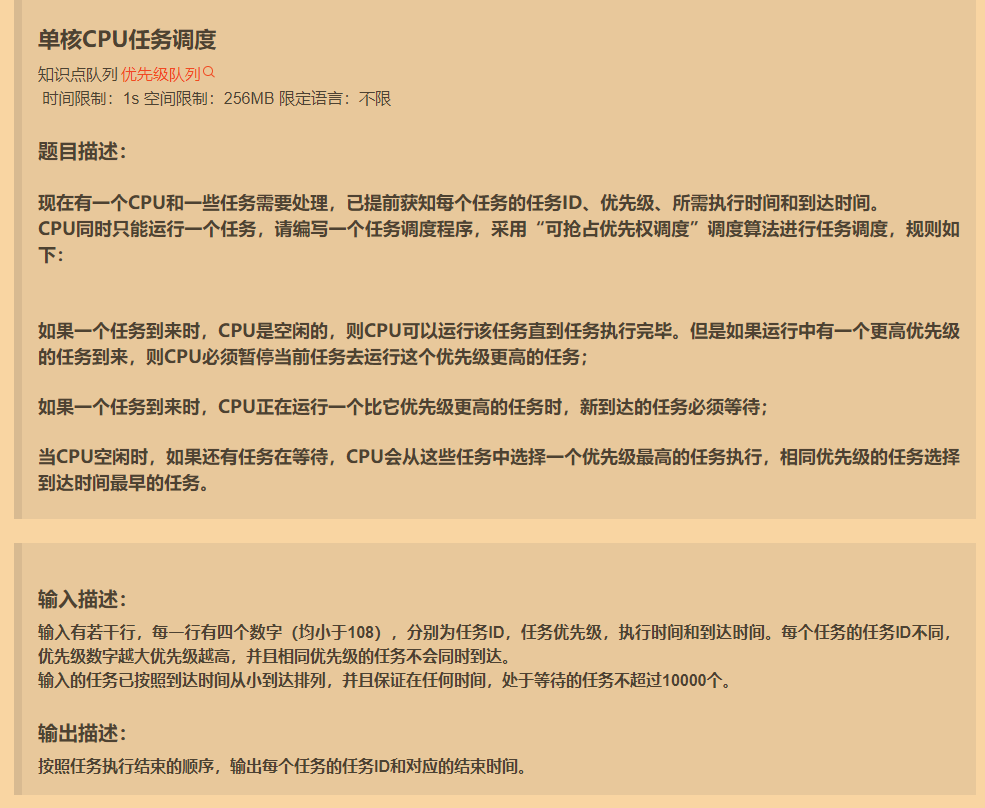 单核CPU任务调度
知识点队列 优先级队列
时间限制：1s 空间限制：256MB 限定语言：不限
题目描述：
现在有一个CPU和一些任务需要处理，已提前获知每个任务的任务ID、优先级、所需执行时间和到达时间。
CPU同时只能运行一个任务，请编写一个任务调度程序，采用“可抢占优先权调度”调度算法进行任务调度，规则如
下：
如果一个任务到来时，CPU是空闲的，则CPU可以运行该任务直到任务执行完毕。但是如果运行中有一个更高优先级
的任务到来，则CPU必须暂停当前任务去运行这个优先级更高的任务；
如果一个任务到来时，CPU正在运行一个比它优先级更高的任务时，新到达的任务必须等待；
当CPU空闲时，如果还有任务在等待，CPU会从这些任务中选择一个优先级最高的任务执行，相同优先级的任务选择
到达时间最早的任务。
输入描述：
输入有若干行，每一行有四个数字（均小于108），分别为任务ID，任务优先级，执行时间和到达时间。每个任务的任务ID不同，
优先级数字越大优先级越高，并且相同优先级的任务不会同时到达。
输入的任务已按照到达时间从小到达排列，并且保证在任何时间，处于等待的任务不超过10000个。
输出描述：
按照任务执行结束的顺序，输出每个任务的任务ID和对应的结束时间。